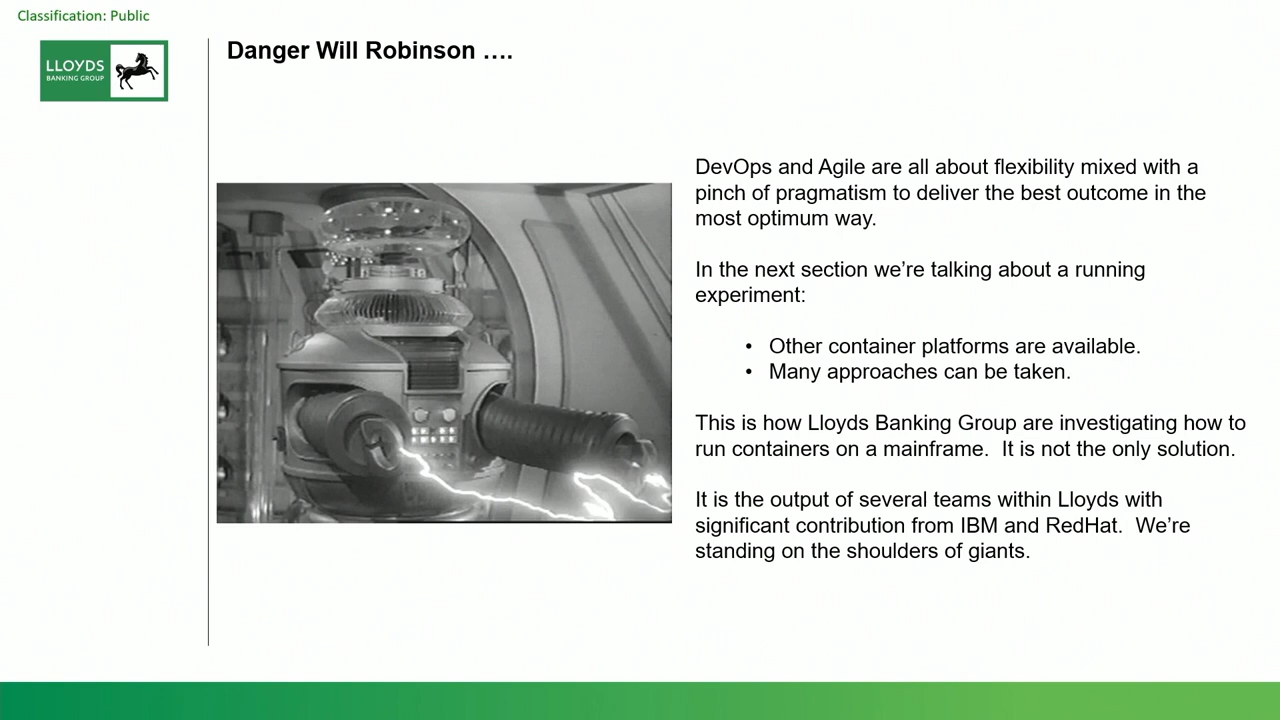 Classification: Public
LLOYDS
BANKING GROUP
Danger Will Robinson ....
DevOps and Agile are all about flexibility mixed with a
pinch of pragmatism to deliver the best outcome in the
most optimum way.
In the next section we're talking about a running
experiment:
• Other container platforms are available.
• Many approaches can be taken.
This is how Lloyds Banking Group are investigating how to
run containers on a mainframe.  It is not the only solution.
It is the output of several teams within Lloyds with
significant contribution from IBM and RedHat.  We're
standing on the shoulders of giants.